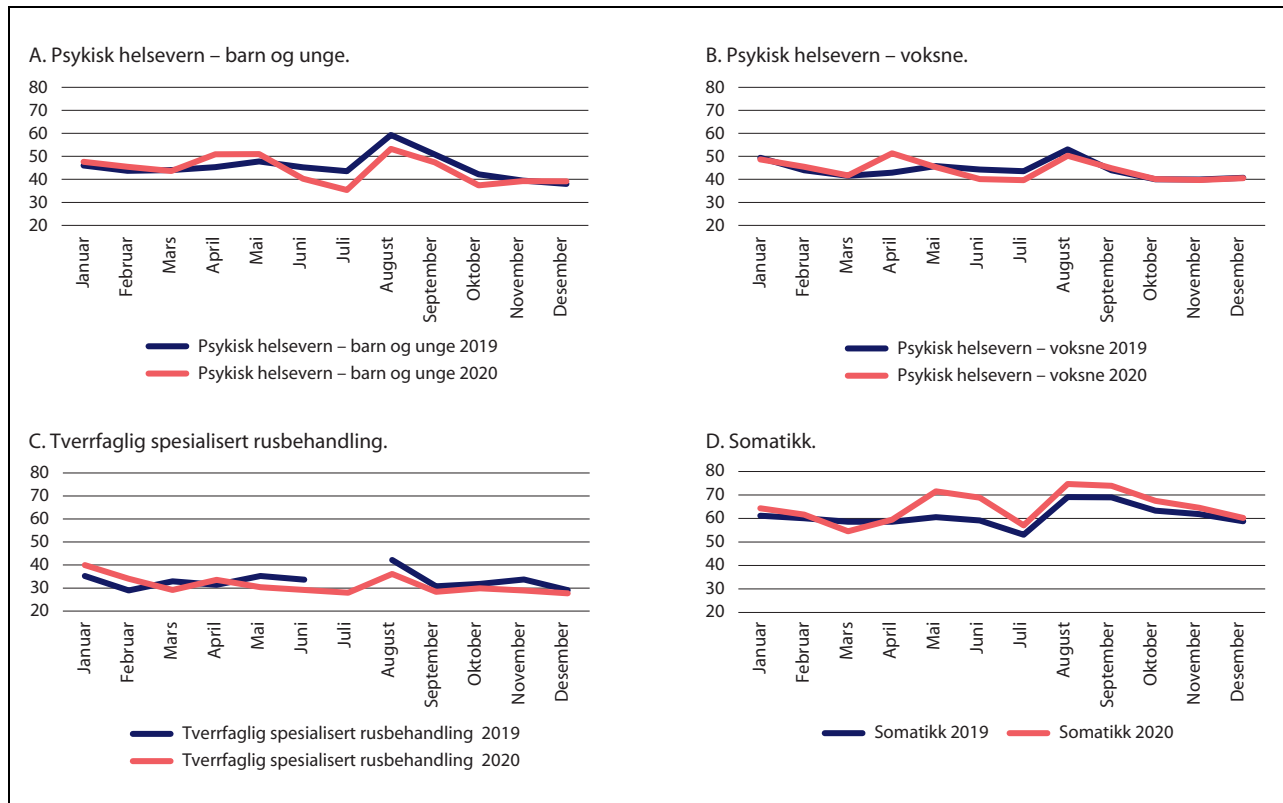 A. Psykisk helsevern – barn og unge.
80
70
60
50
40
30
20
Januar
Februar
Mars
April
Mai
Juni
Juli
August
September
Oktober
November
Desember
Psykisk helsevern – barn og unge 2019
Psykisk helsevern – barn og unge 2020
B. Psykisk helsevern – voksne.
80
70
60
50
40
30
20
Januar
Februar
Mars
April
Mai
Juni
Juli
August
September
Oktober
November
Desember
Psykisk helsevern – voksne 2019
Psykisk helsevern – voksne 2020
C. Tverrfaglig spesialisert rusbehandling.
80
70
60
50
40
30
20
Januar
Februar
Mars
April
Mai
Juni
Juli
August
September
Oktober
November
Desember
Tverrfaglig spesialisert rusbehandling 2019
Tverrfaglig spesialisert rusbehandling 2020
D. Somatikk.
80
70
60
50
40
30
20
Januar
Februar
Mars
April
Mai
Juni
Juli
August
September
Oktober
November
Desember
Somatikk 2019 Somatikk 2020